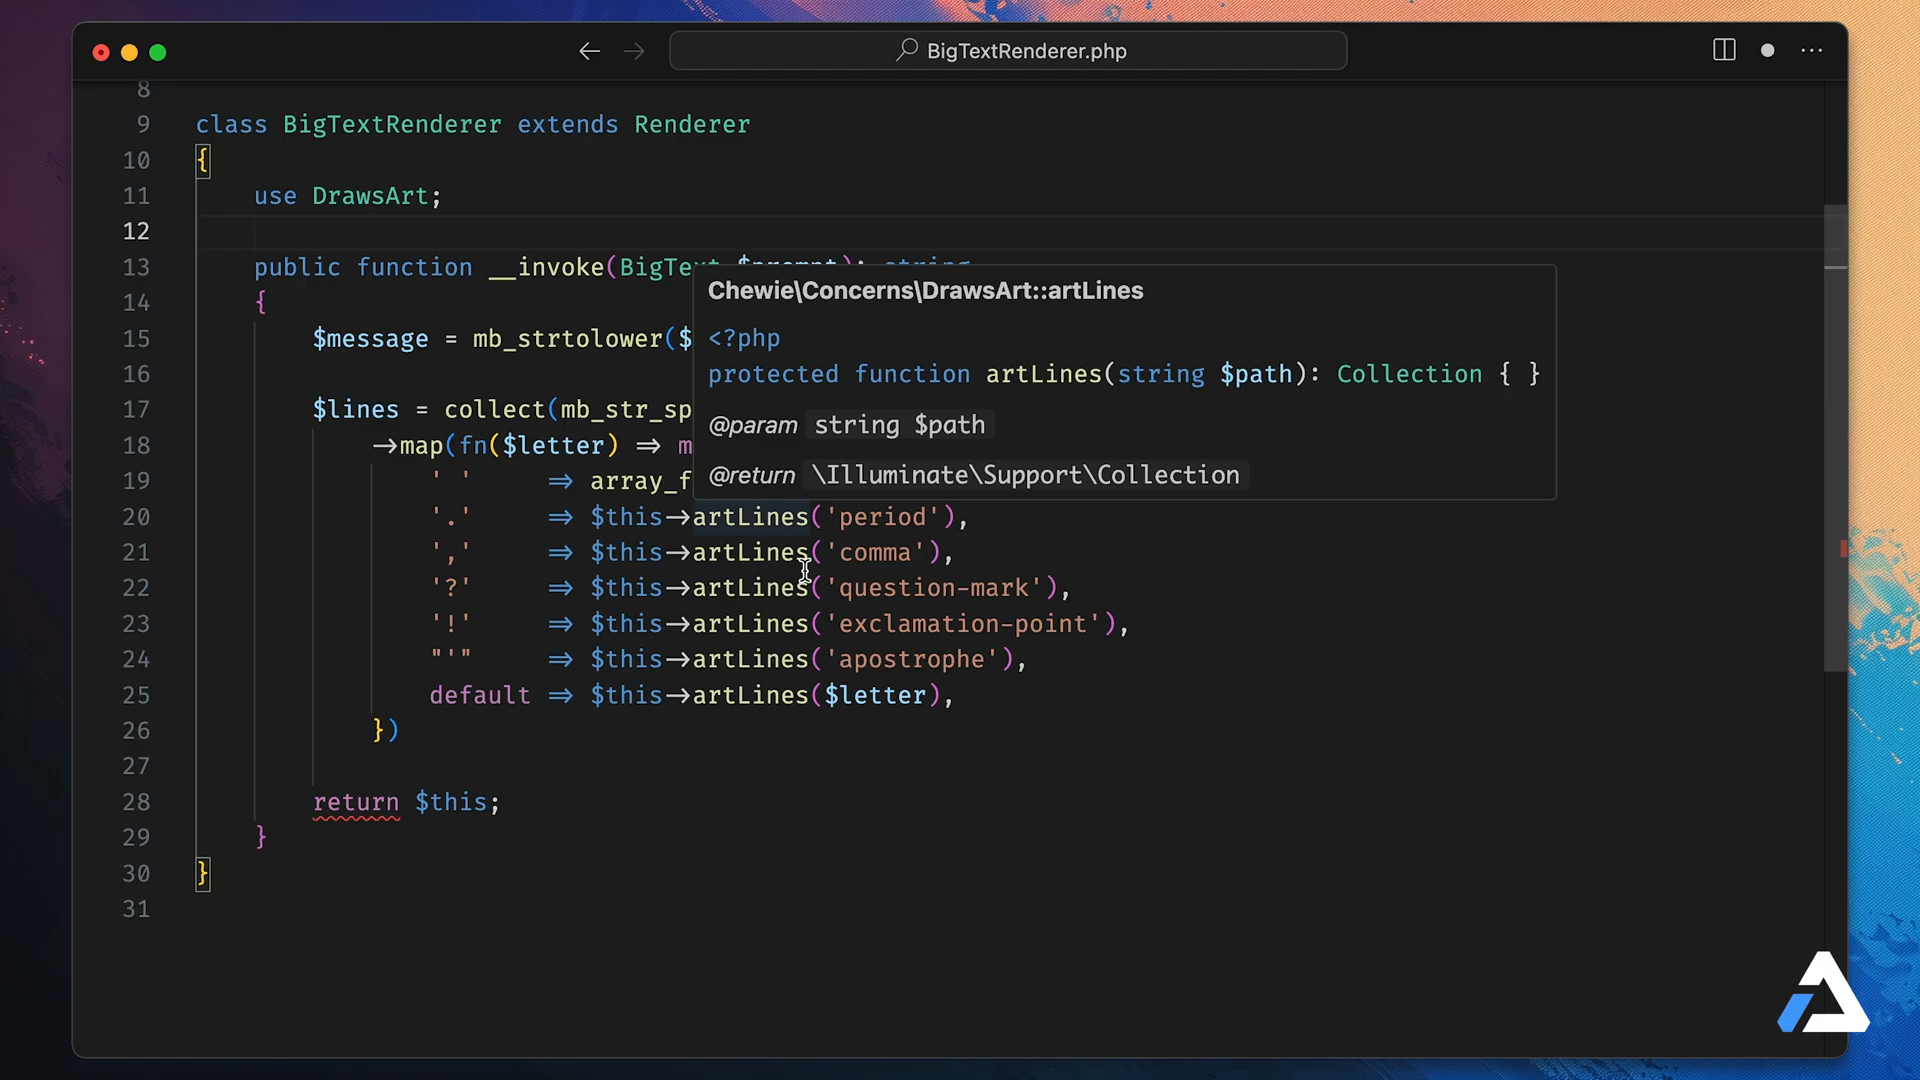 BigTextRenderer.php
8
9 class BigTextRenderer extends Renderer
10 {
11 use DrawsArt;
12
13 public function __invoke(BigText $prompt): string
14 {
15 $message = mb_strtolower($
16
17 $lines = collect(mb_str_sp
18 ->map(fn($letter) => m
19 ' ' => array_f
20 '.' => $this->artLines('period'),
21 ',' => $this->artLines('comma'),
22 '?' => $this->artLines('question-mark'),
23 '!' => $this->artLines('exclamation-point'),
24 "'" => $this->artLines('apostrophe'),
25 default => $this->artLines($letter),
26 })
27
28 return $this;
29 }
30 }
31
Chewie\Concerns\DrawsArt::artLines
<?php
protected function artLines(string $path): Collection { }
@param string $path
@return \Illuminate\Support\Collection